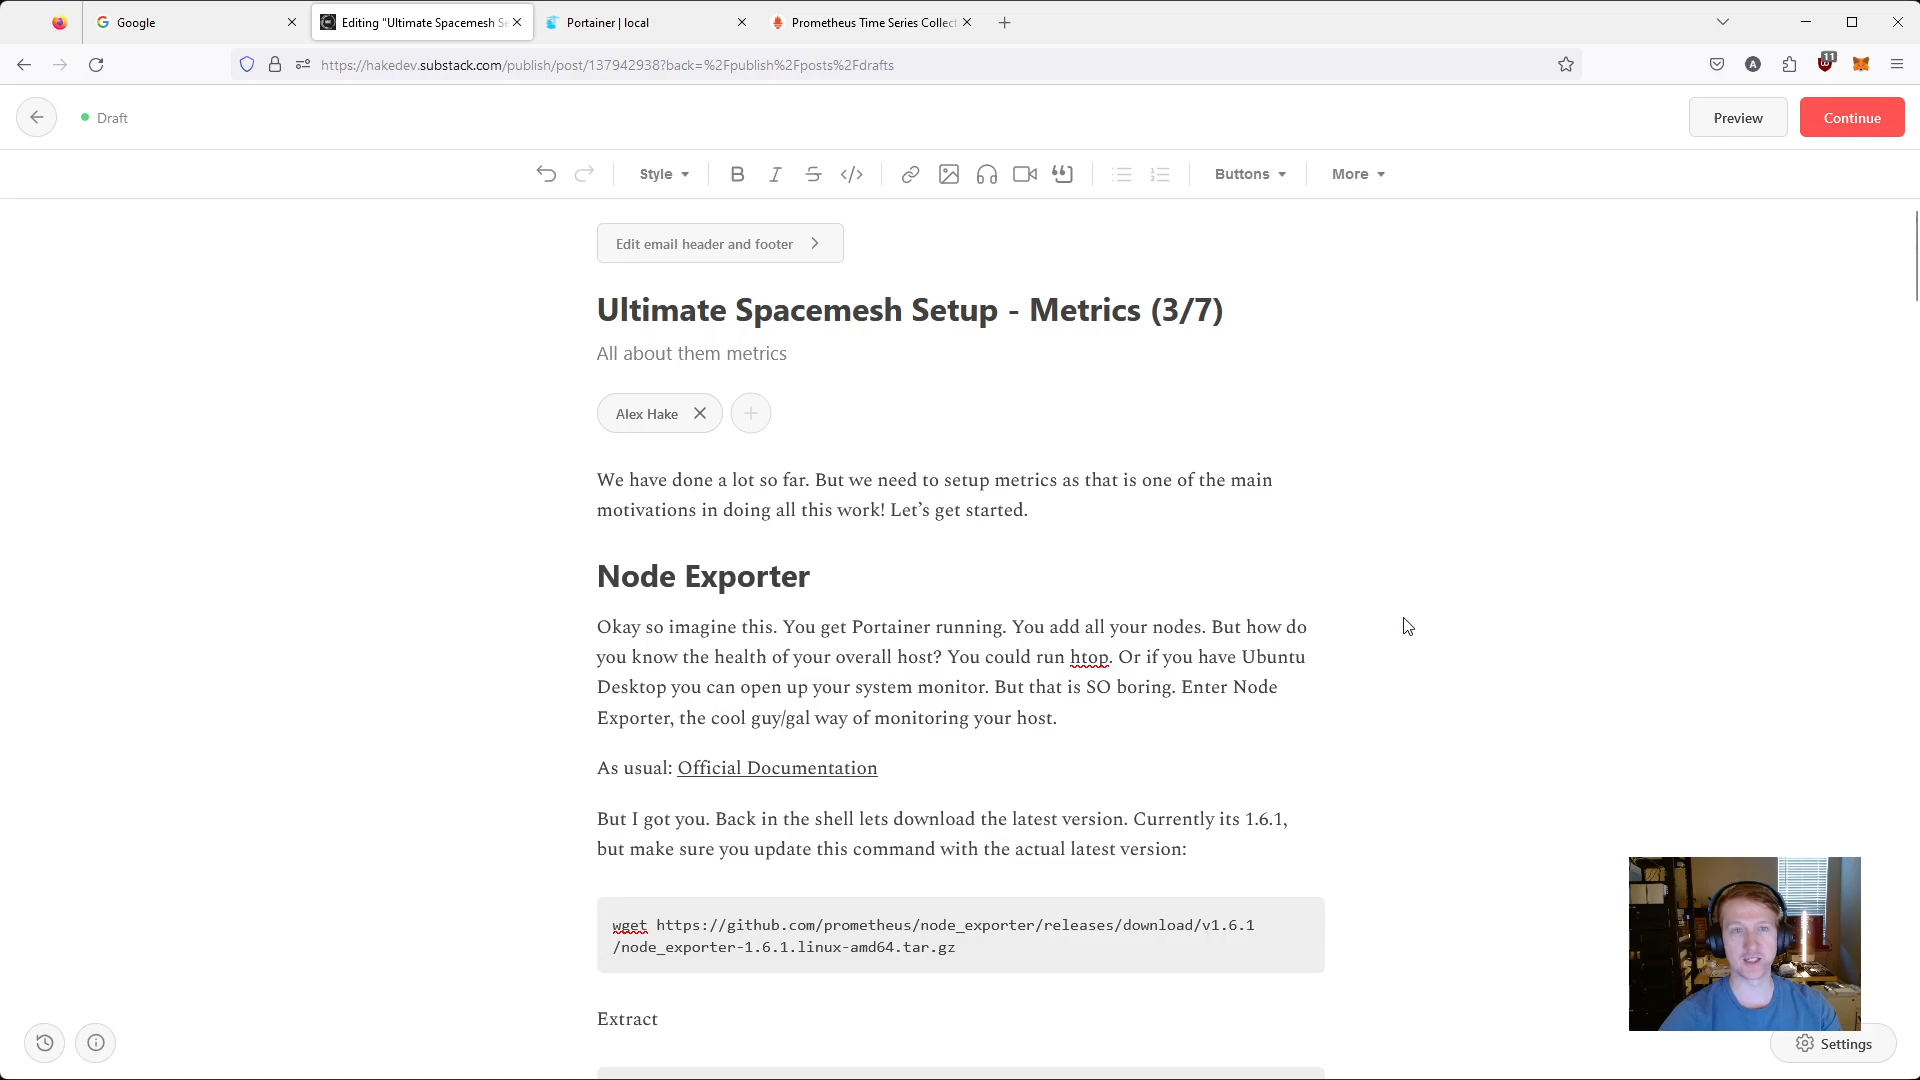 Google
Editing "Ultimate Spacemesh Se
Portainer | local
Prometheus Time Series Collect
https://hakedev.substack.com/publish/post/137942938?back=%2Fpublish%2Fposts%2Fdrafts
A
11
Draft
Preview
Continue
Style
Buttons
More
Edit email header and footer
Ultimate Spacemesh Setup - Metrics (3/7)
All about them metrics
Alex Hake
We have done a lot so far. But we need to setup metrics as that is one of the main
motivations in doing all this work! Let’s get started.
Node Exporter
Okay so imagine this. You get Portainer running. You add all your nodes. But how do
you know the health of your overall host? You could run htop. Or if you have Ubuntu
Desktop you can open up your system monitor. But that is SO boring. Enter Node
Exporter, the cool guy/gal way of monitoring your host.
As usual: Official Documentation
But I got you. Back in the shell lets download the latest version. Currently its 1.6.1,
but make sure you update this command with the actual latest version:
wget https://github.com/prometheus/node_exporter/releases/download/v1.6.1
/node_exporter-1.6.1.linux-amd64.tar.gz
Extract
Settings